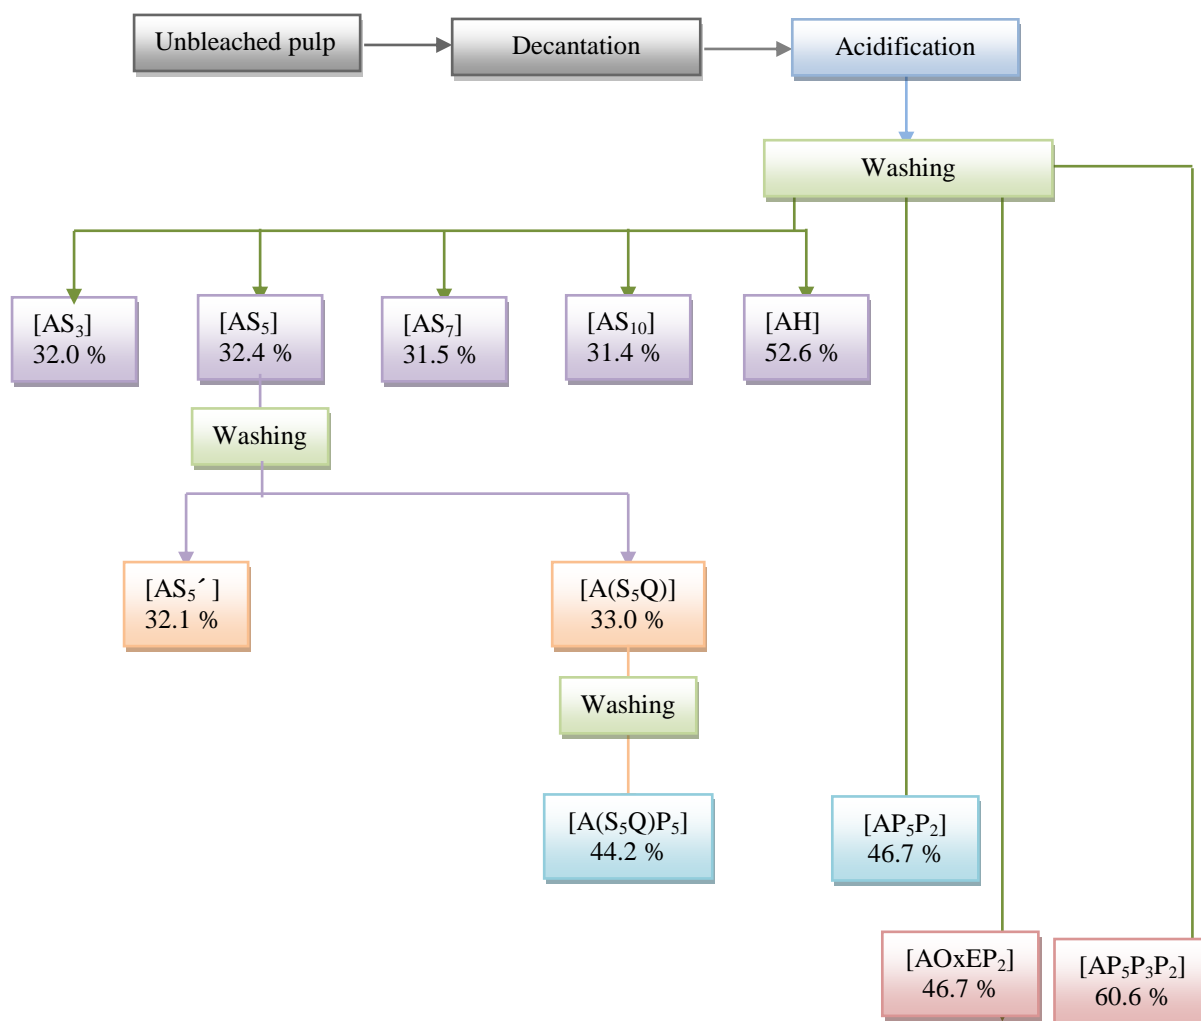 Unbleached pulp
Decantation
Acidification
Washing
[AS₃]
32.0 %
[AS₅]
32.4 %
[AS₇]
31.5 %
[AS₁₀]
31.4 %
[AH]
52.6 %
Washing
[AS₅´ ]
32.1 %
[A(S₅Q)]
33.0 %
Washing
[A(S₅Q)P₅]
44.2 %
[AP₅P₂]
46.7 %
[AOxEP₂]
46.7 %
[AP₅P₃P₂]
60.6 %